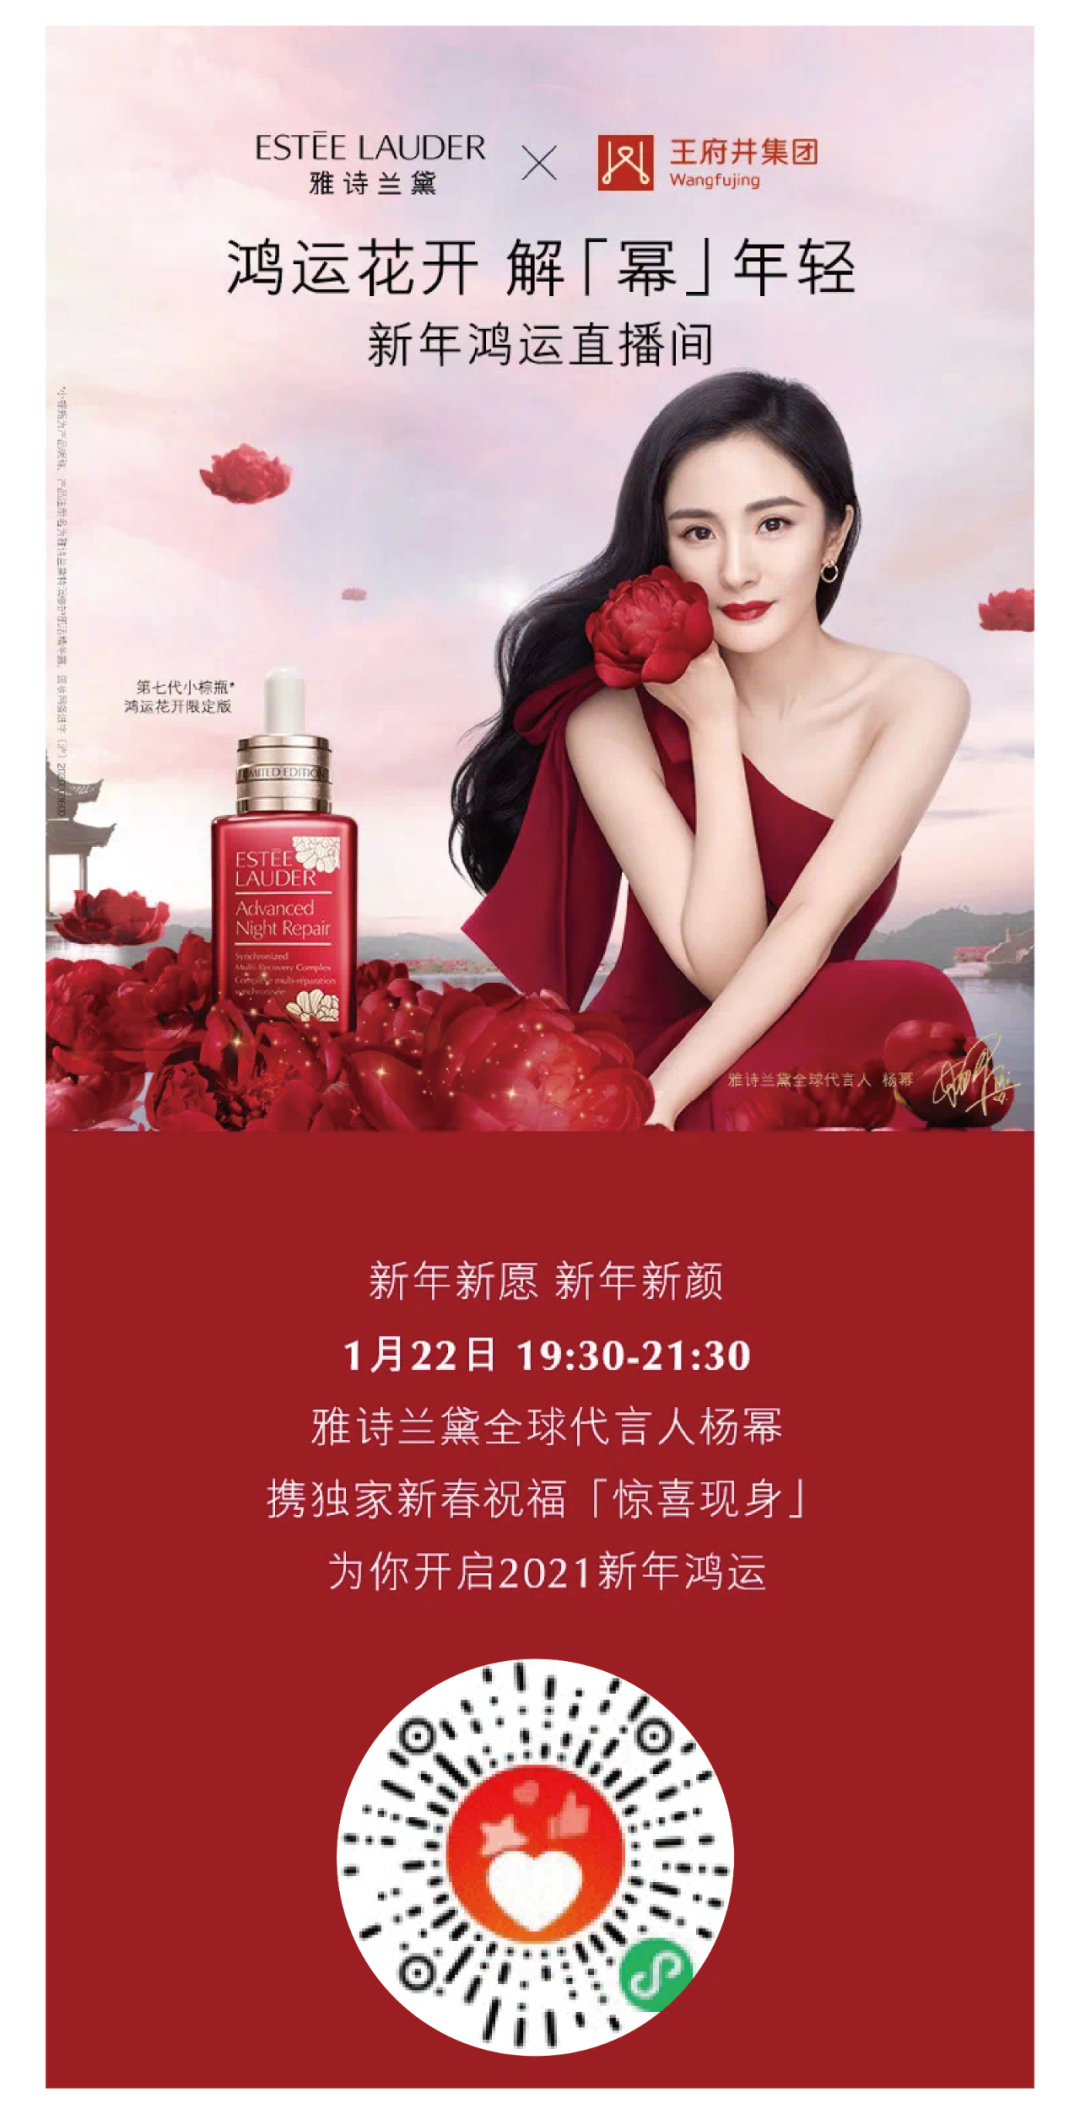 ESTĒE LAUDER
雅诗兰黛
王府井集团
Wangfujing
鸿运花开 解「幂」年轻
新年鸿运直播间
第七代小棕瓶*
鸿运花开限定版
LIMITED EDITION
ESTĒE
LAUDER
Advanced
Night Repair
Synchronized
Multi-Recovery Complex
Complexe multi-réparation
synchronisée
雅诗兰黛全球代言人 杨幂
新年新愿 新年新颜
1月22日 19:30-21:30
雅诗兰黛全球代言人杨幂
携独家新春祝福「惊喜现身」
为你开启2021新年鸿运